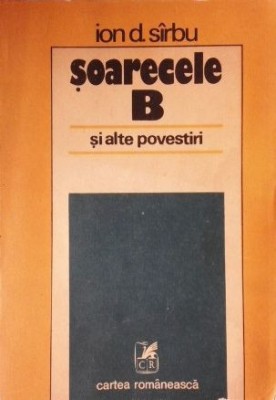 ion d. sîrbu
şoarecele
B
şi alte povestiri
CR
cartea românească